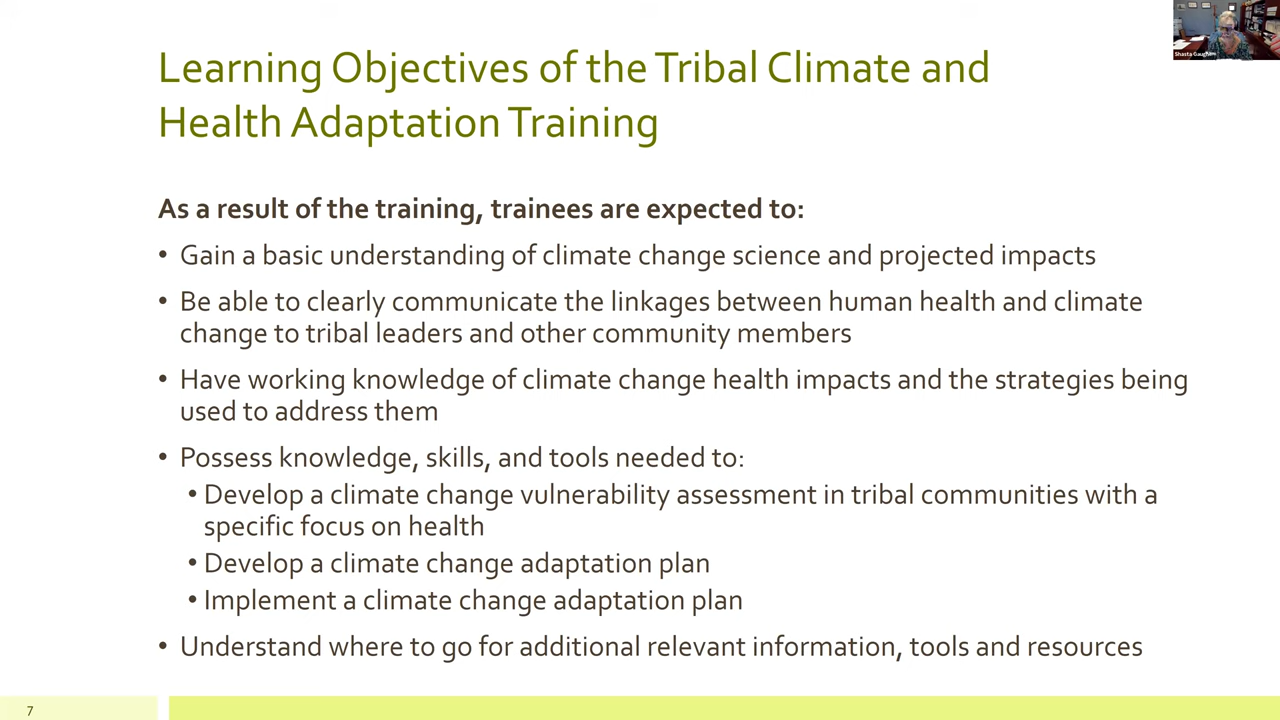 Learning Objectives of the Tribal Climate and
Health Adaptation Training
As a result of the training, trainees are expected to:
• Gain a basic understanding of climate change science and projected impacts
• Be able to clearly communicate the linkages between human health and climate
change to tribal leaders and other community members
• Have working knowledge of climate change health impacts and the strategies being
used to address them
• Possess knowledge, skills, and tools needed to:
• Develop a climate change vulnerability assessment in tribal communities with a
specific focus on health
• Develop a climate change adaptation plan
• Implement a climate change adaptation plan
• Understand where to go for additional relevant information, tools and resources
7
Shasta